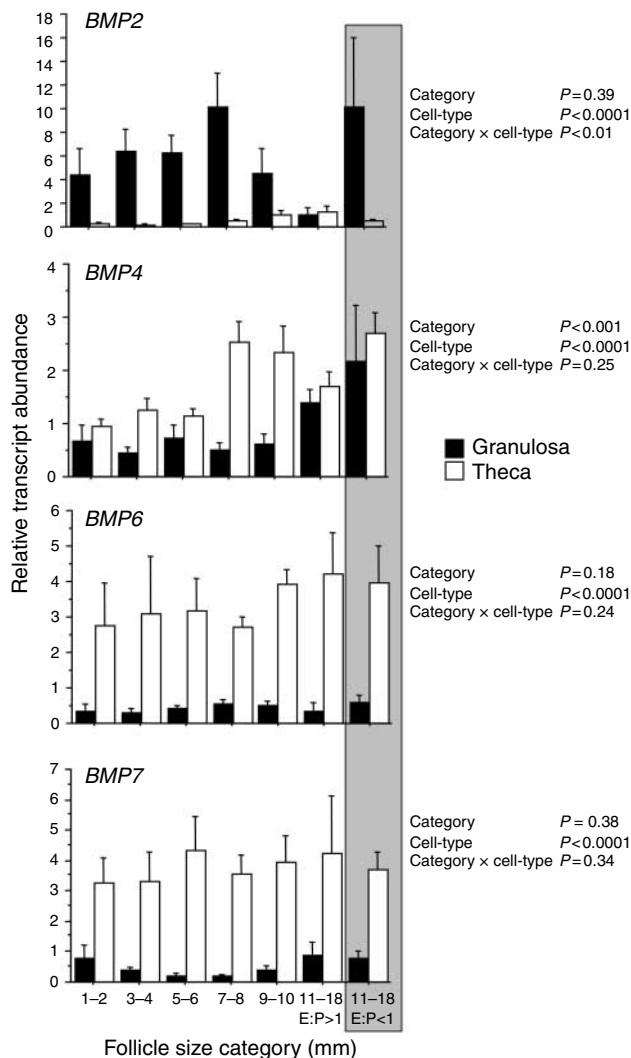 BMP2
18
16
14
12
10
8
6
4
2
0
Category P=0.39
Cell-type P<0.0001
Category × cell-type P<0.01
BMP4
4
3
2
1
0
Category P<0.001
Cell-type P<0.0001
Category × cell-type P=0.25
Relative transcript abundance
Granulosa
Theca
BMP6
6
5
4
3
2
1
0
Category P=0.18
Cell-type P<0.0001
Category × cell-type P=0.24
BMP7
7
6
5
4
3
2
1
0
Category P = 0.38
Cell-type P<0.0001
Category × cell-type P=0.34
1–2 3–4 5–6 7–8 9–10 11–18 11–18
E:P>1 E:P<1
Follicle size category (mm)